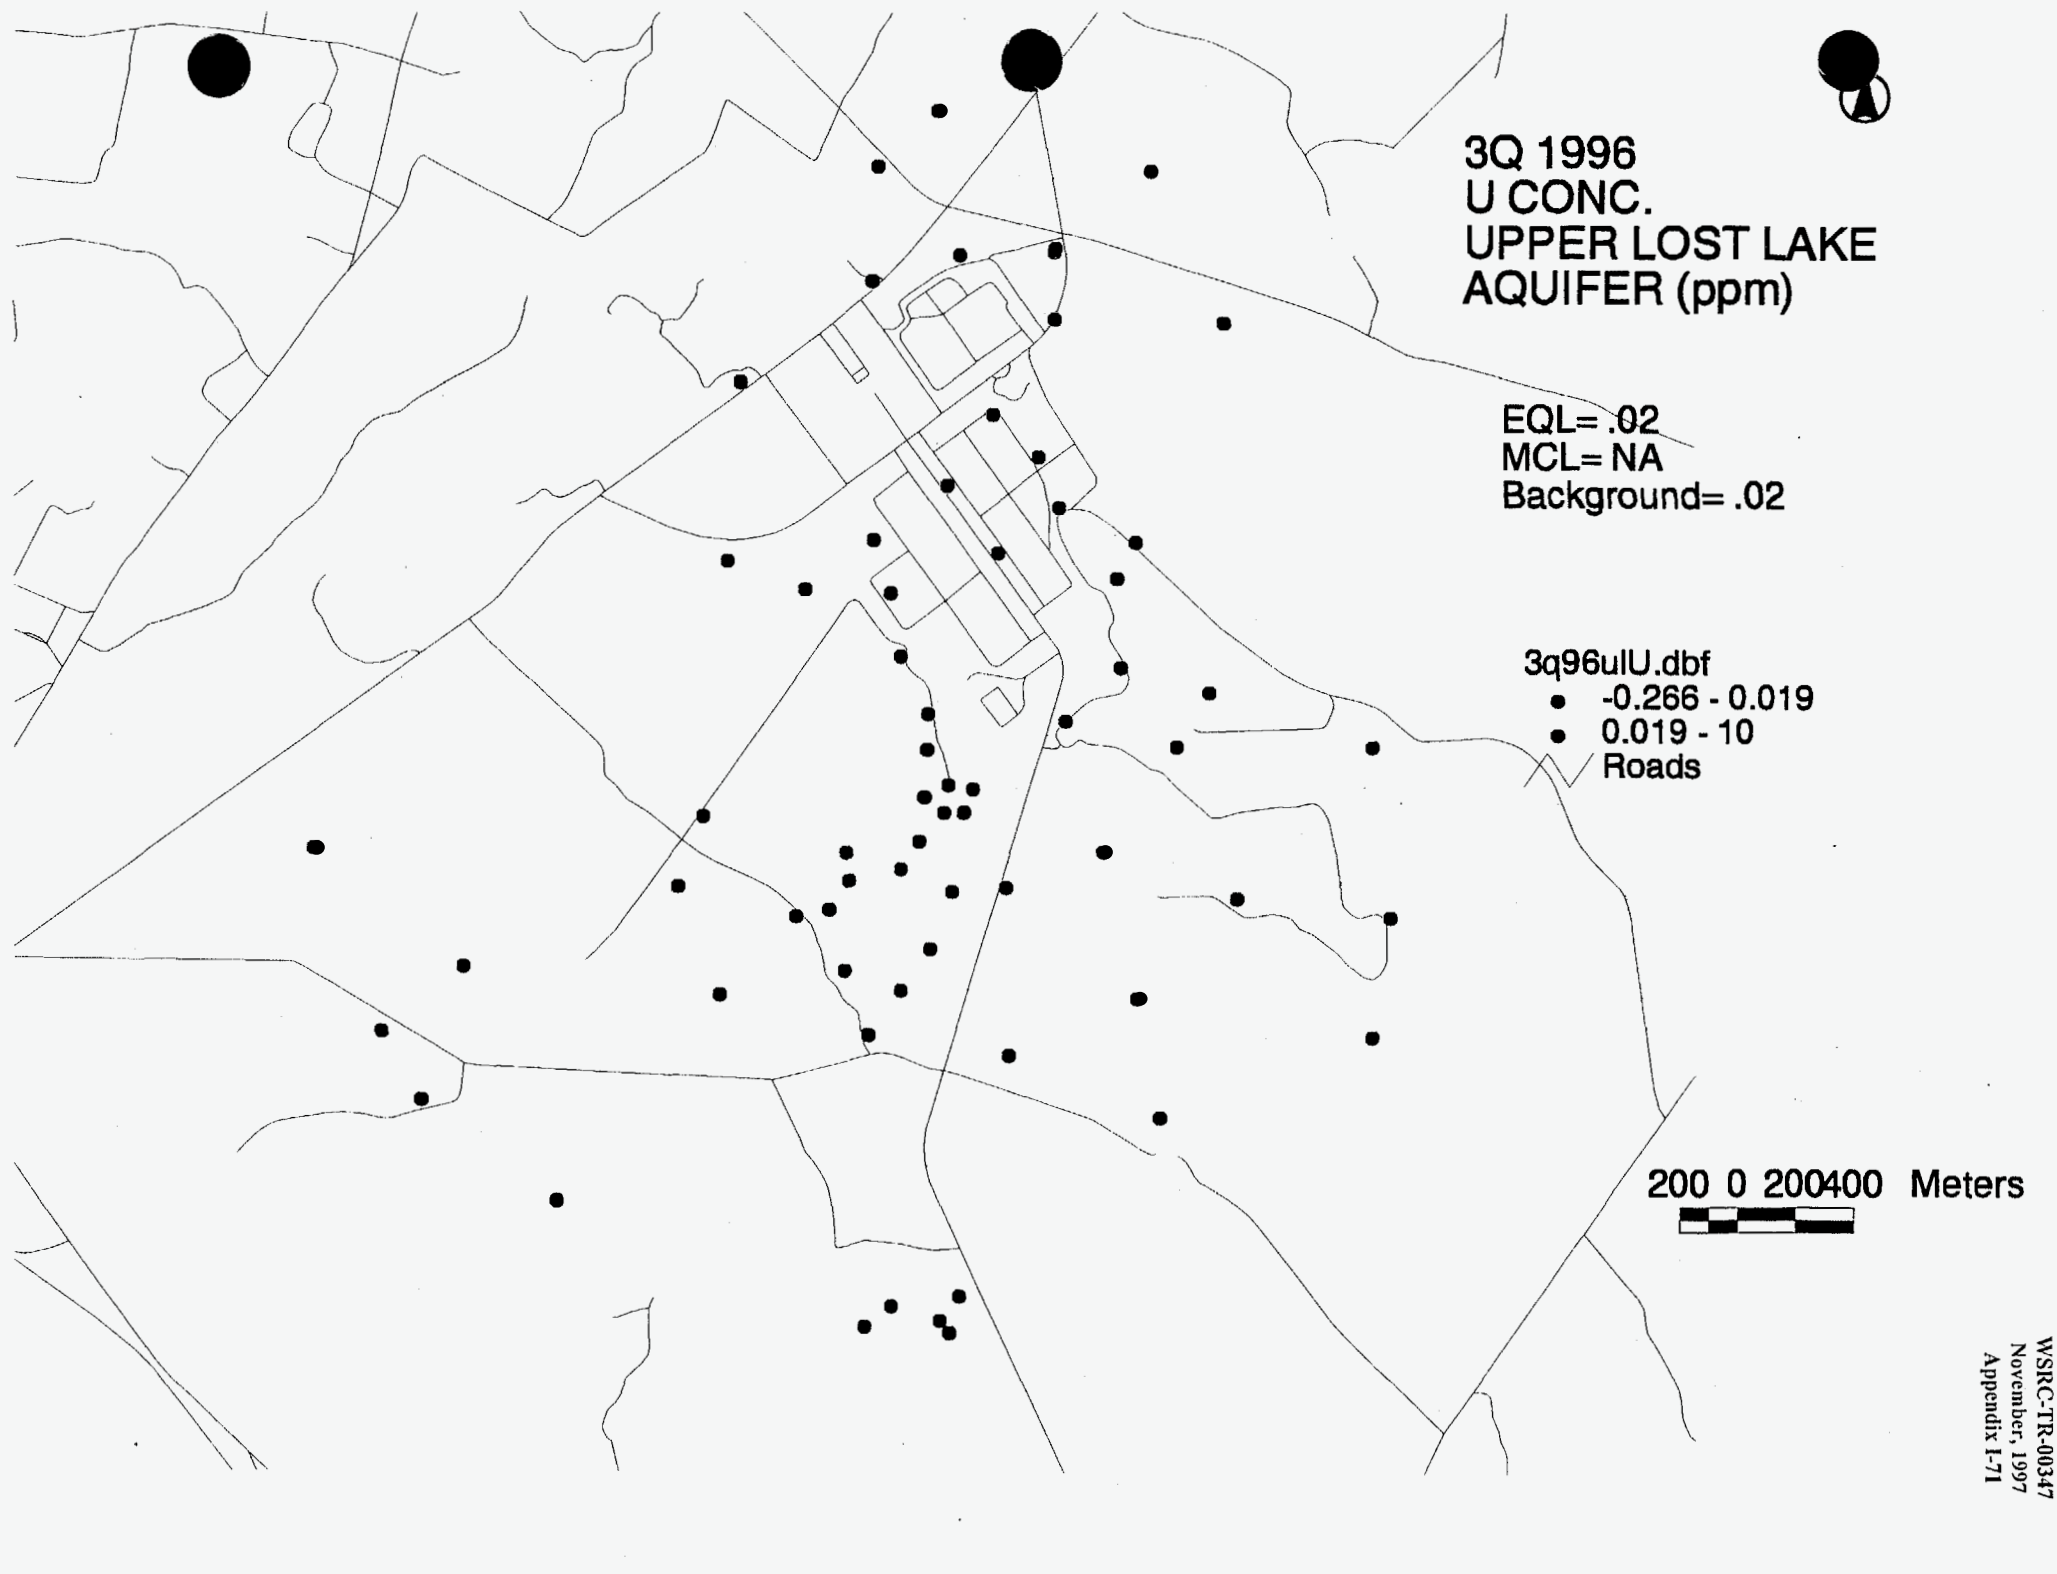 3Q 1996
U CONC.
UPPER LOST LAKE
AQUIFER (ppm)
EQL= .02
MCL= NA
Background= .02
3q96ulU.dbf
-0.266 - 0.019
0.019 - 10
Roads
200 0 200400 Meters
WSRC-TR-00347
November, 1997
Appendix I-71